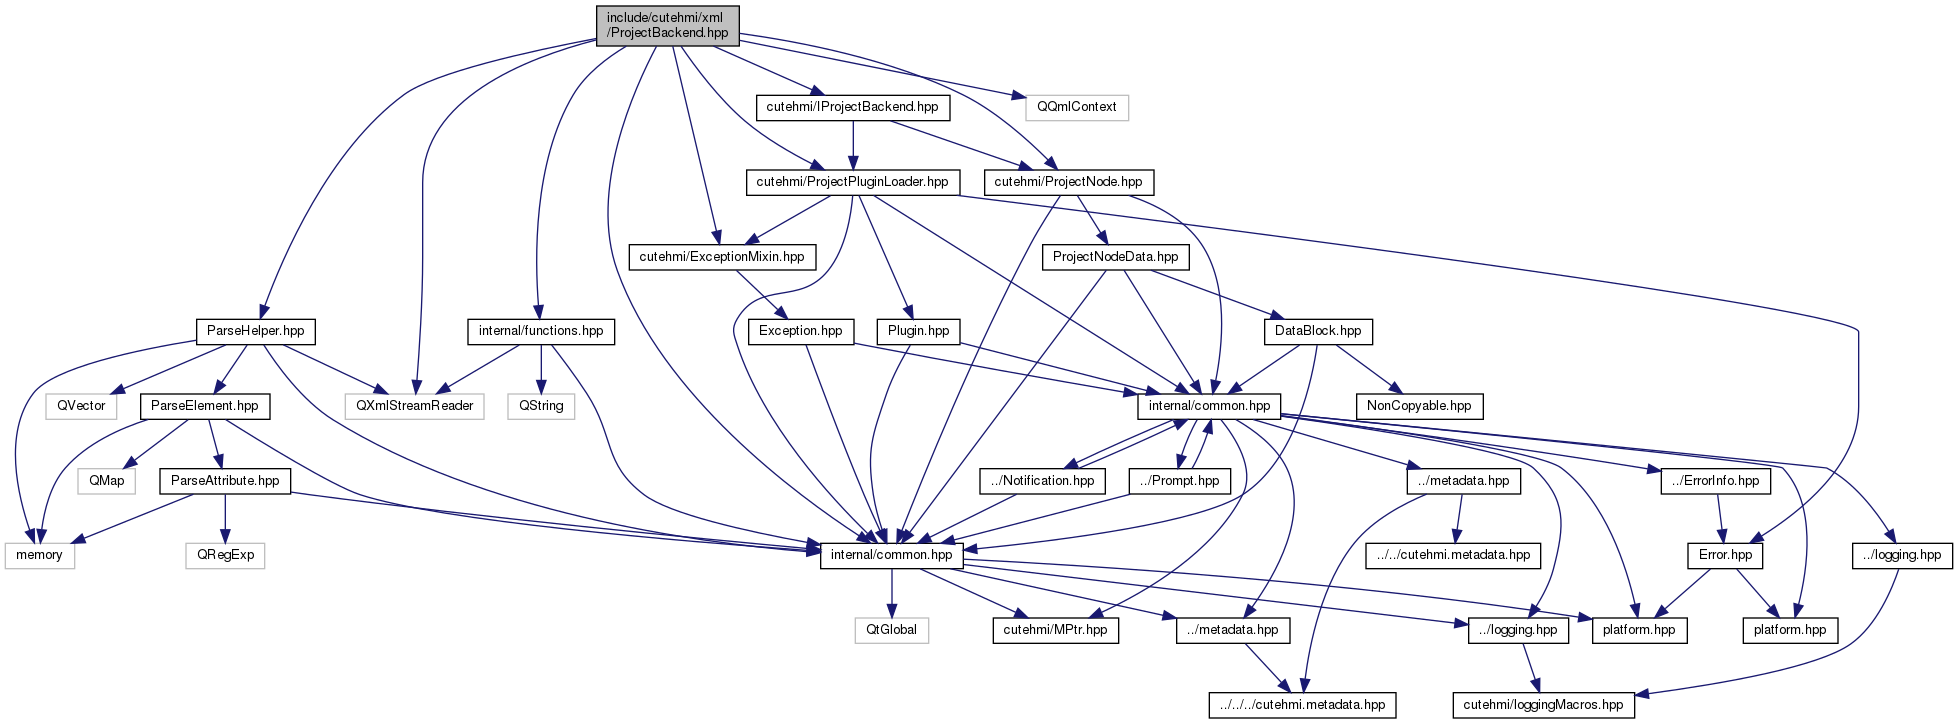 include/cutehmi/xml
/ProjectBackend.hpp
cutehmi/IProjectBackend.hpp
QQmlContext
cutehmi/ProjectPluginLoader.hpp
cutehmi/ProjectNode.hpp
cutehmi/ExceptionMixin.hpp
ProjectNodeData.hpp
ParseHelper.hpp
internal/functions.hpp
Exception.hpp
Plugin.hpp
DataBlock.hpp
QVector
ParseElement.hpp
QXmlStreamReader
QString
internal/common.hpp
NonCopyable.hpp
QMap
ParseAttribute.hpp
../Notification.hpp
../Prompt.hpp
../metadata.hpp
../ErrorInfo.hpp
memory
QRegExp
internal/common.hpp
../../cutehmi.metadata.hpp
Error.hpp
../logging.hpp
QtGlobal
cutehmi/MPtr.hpp
../metadata.hpp
../logging.hpp
platform.hpp
platform.hpp
../../../cutehmi.metadata.hpp
cutehmi/loggingMacros.hpp